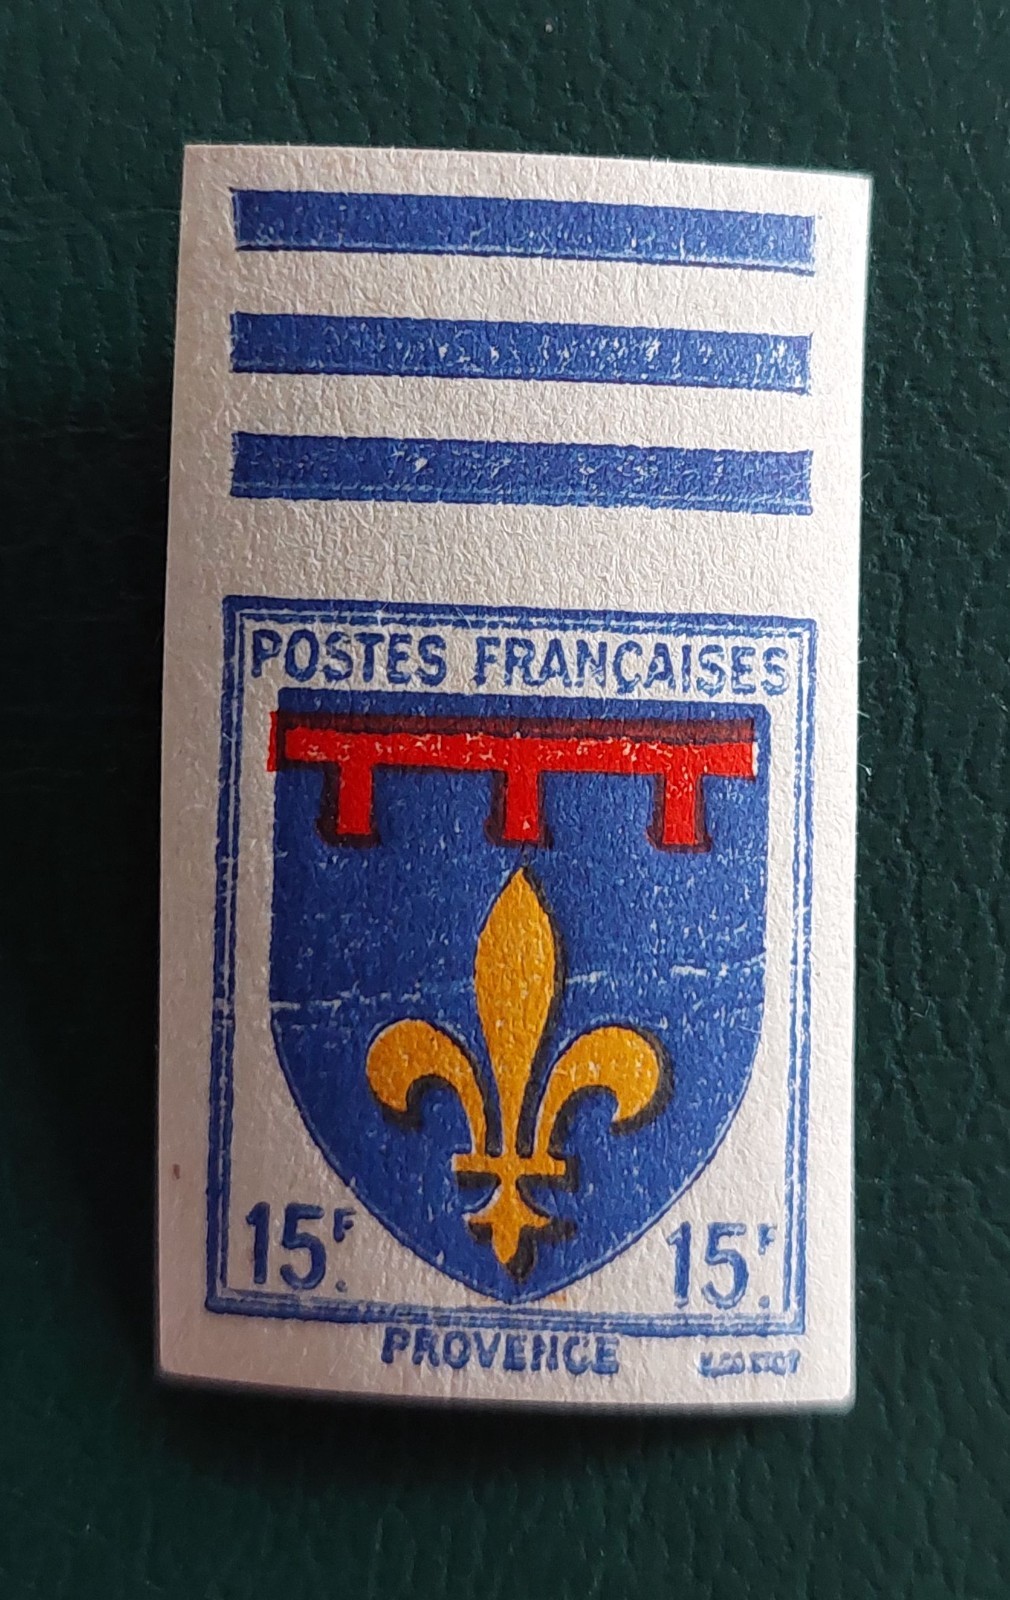 POSTES FRANÇAISES
15F. 15F.
PROVENCE